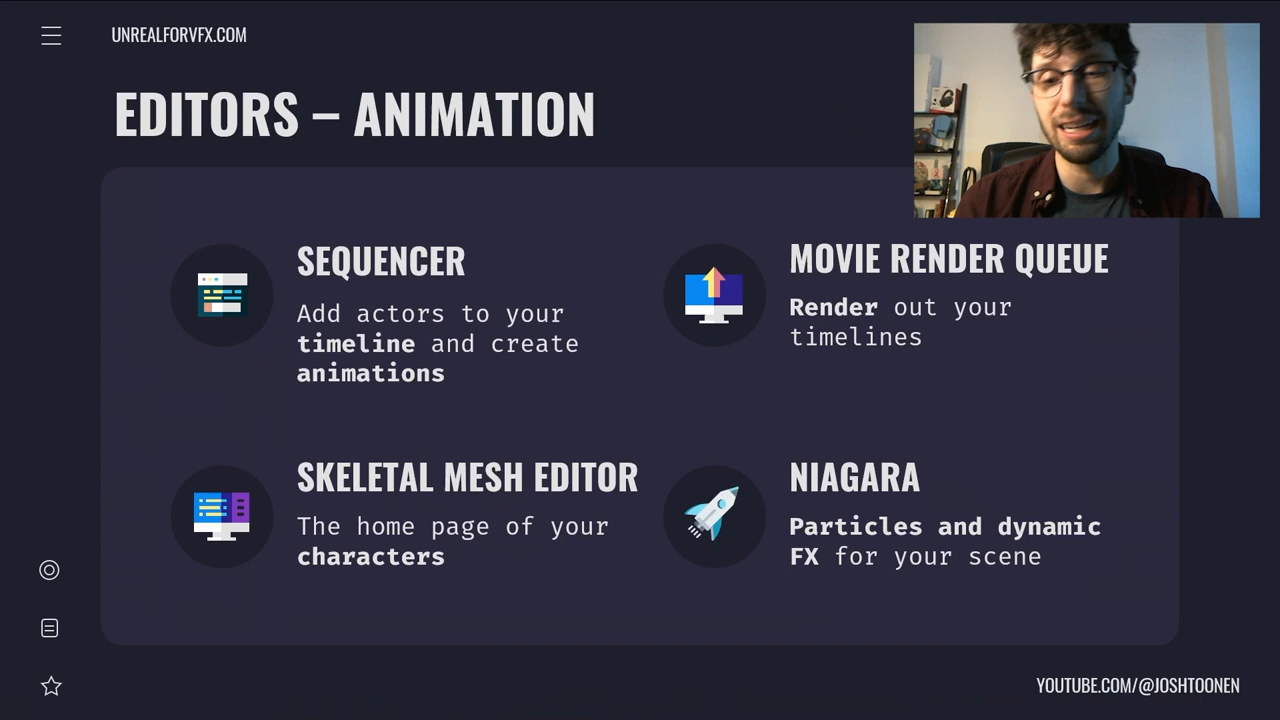 UNREALFORVFX.COM
EDITORS – ANIMATION
SEQUENCER
Add actors to your
timeline and create
animations
MOVIE RENDER QUEUE
Render out your
timelines
SKELETAL MESH EDITOR
The home page of your
characters
NIAGARA
Particles and dynamic
FX for your scene
YOUTUBE.COM/@JOSHTOONEN